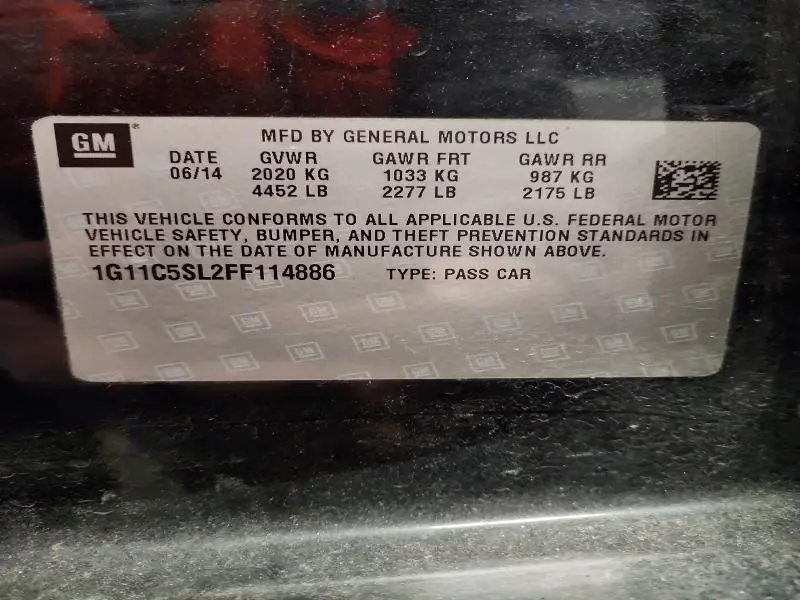 GM®
MFD BY GENERAL MOTORS LLC
DATE GVWR GAWR FRT GAWR RR
06/14 2020 KG 1033 KG 987 KG
4452 LB 2277 LB 2175 LB
THIS VEHICLE CONFORMS TO ALL APPLICABLE U.S. FEDERAL MOTOR
VEHICLE SAFETY, BUMPER, AND THEFT PREVENTION STANDARDS IN
EFFECT ON THE DATE OF MANUFACTURE SHOWN ABOVE.
1G11C5SL2FF114886 TYPE: PASS CAR